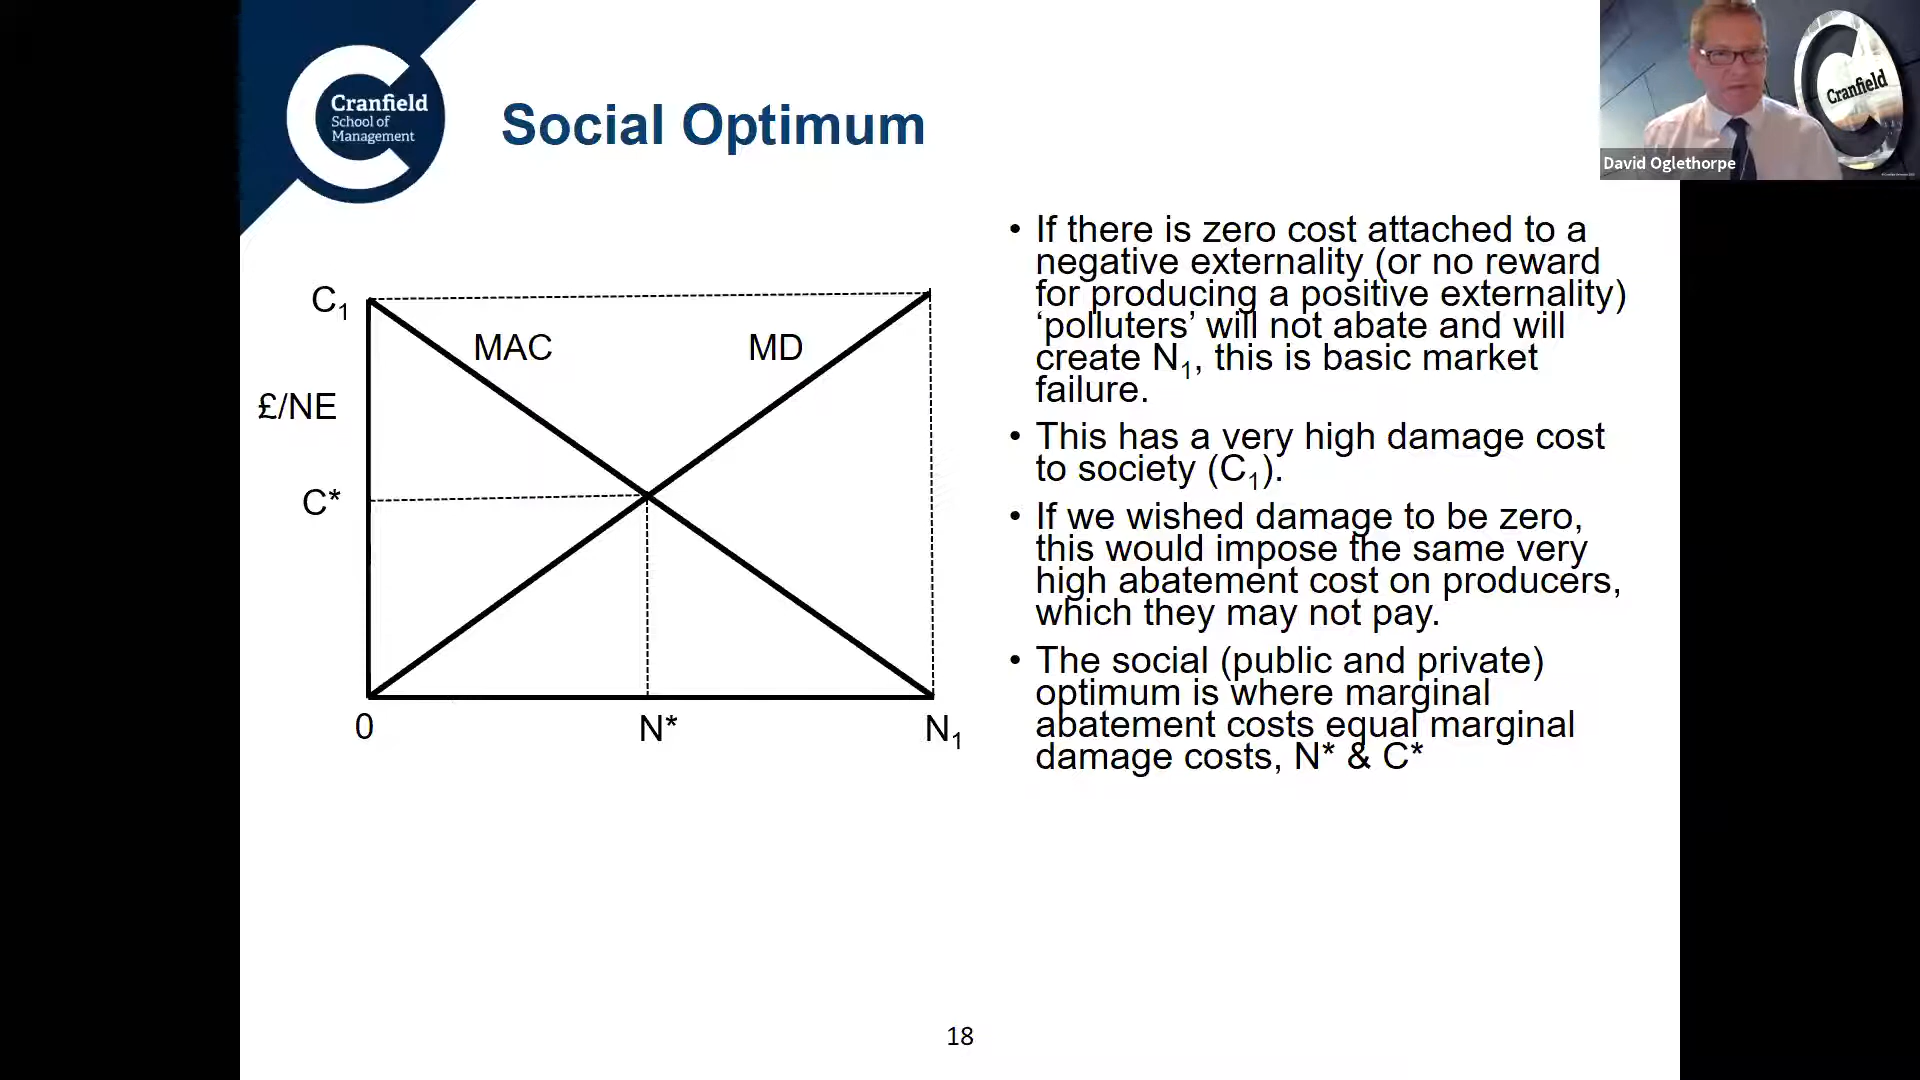 Cranfield
School of
Management
Social Optimum
Cranfield
David Oglethorpe
C1
MAC
MD
£/NE
C*
0
N*
N1
• If there is zero cost attached to a
negative externality (or no reward
for producing a positive externality)
‘polluters’ will not abate and will
create N1, this is basic market
failure.
• This has a very high damage cost
to society (C1).
• If we wished damage to be zero,
this would impose the same very
high abatement cost on producers,
which they may not pay.
• The social (public and private)
optimum is where marginal
abatement costs equal marginal
damage costs, N* & C*
18